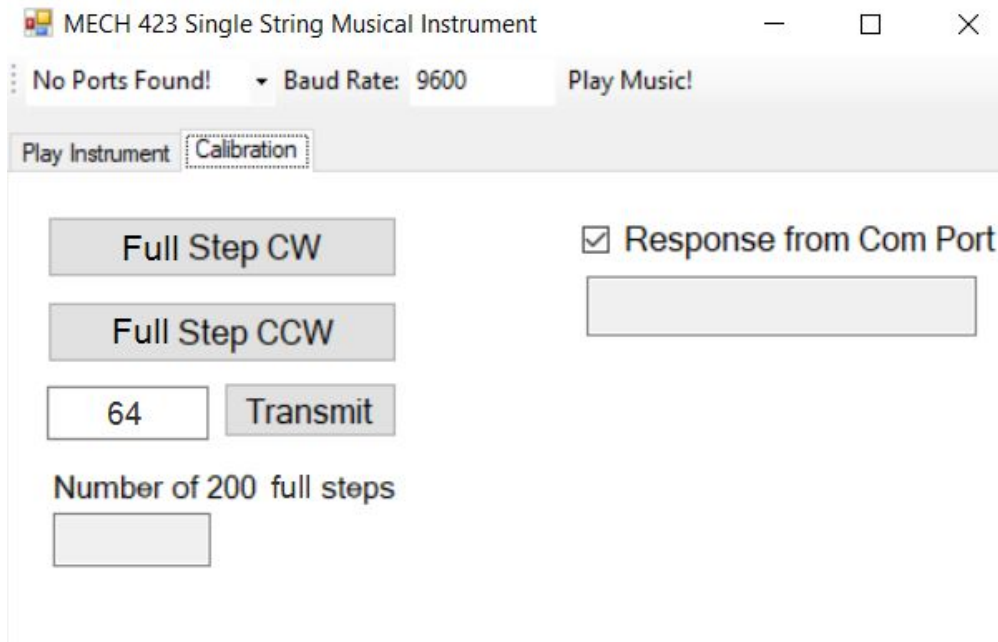 MECH 423 Single String Musical Instrument
No Ports Found! Baud Rate: 9600 Play Music!
Play Instrument Calibration
Full Step CW
Response from Com Port
Full Step CCW
64 Transmit
Number of 200 full steps